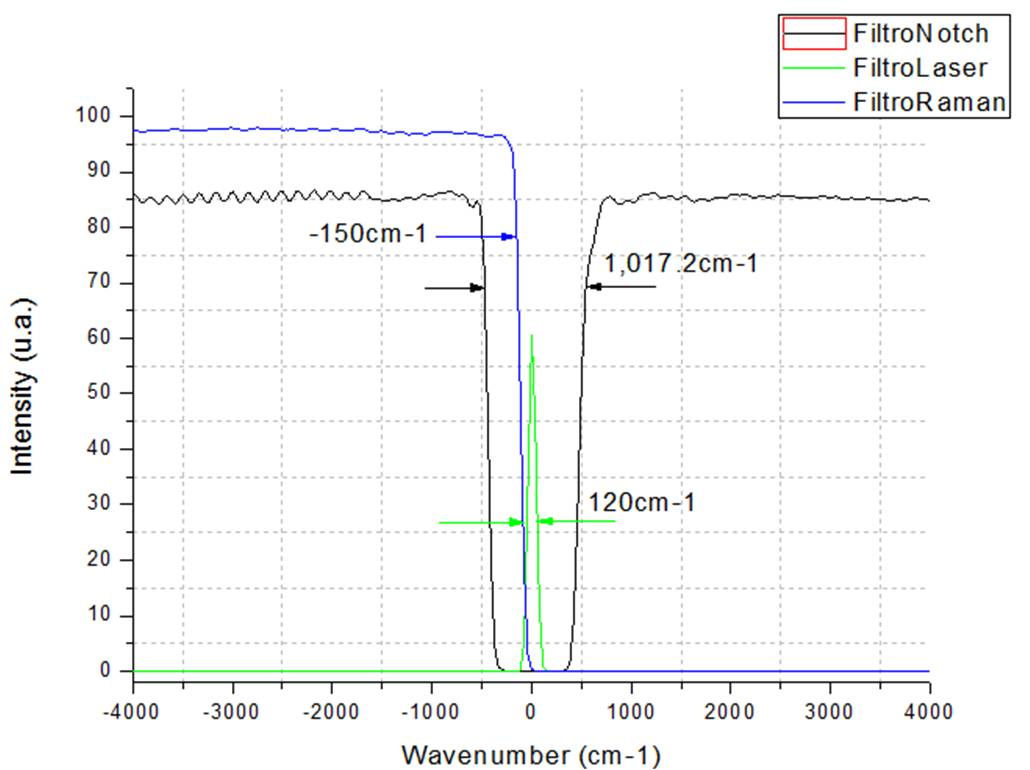 FiltroNotch
FiltroLaser
FiltroRaman
100
90
80
70
60
50
40
30
20
10
0
-150cm-1
1,017.2cm-1
120cm-1
Intensity (u.a.)
-4000 -3000 -2000 -1000 0 1000 2000 3000 4000
Wavenumber (cm-1)